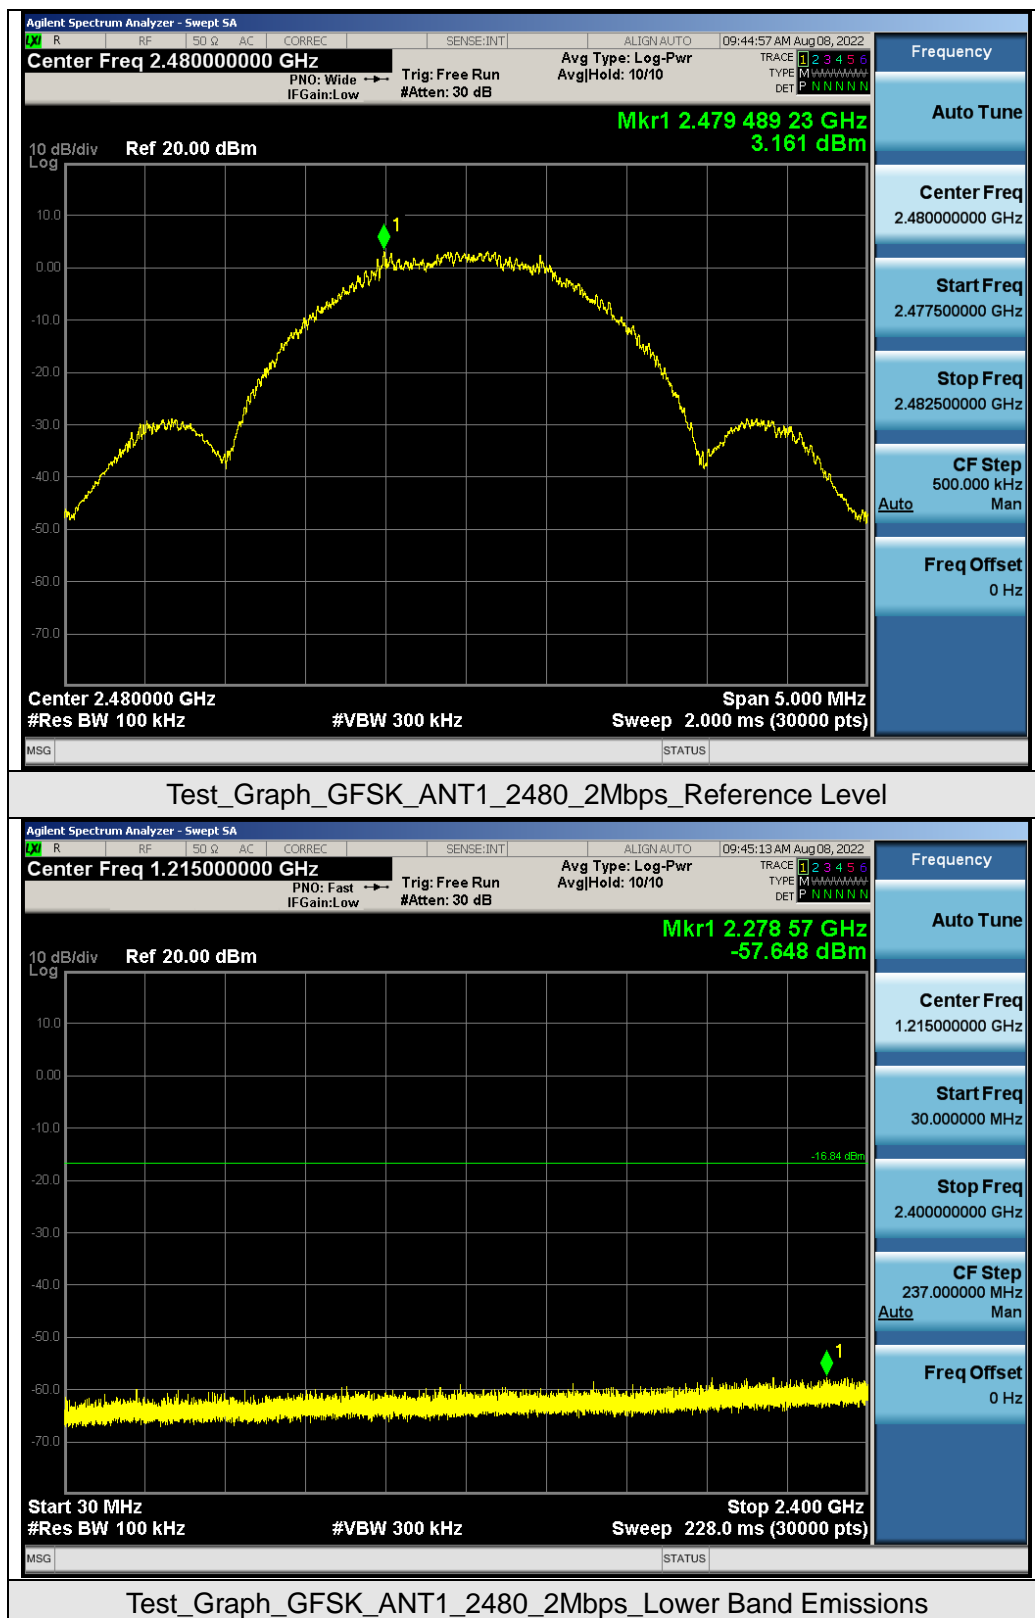 Agilent Spectrum Analyzer - Swept SA
LXI R RF 50 Ω AC CORREC SENSE:INT ALIGN AUTO 09:44:57 AM Aug 08, 2022
Center Freq 2.480000000 GHz
PNO: Wide
IFGain:Low
Trig: Free Run
#Atten: 30 dB
Avg Type: Log-Pwr
Avg|Hold: 10/10
TRACE 1 2 3 4 5 6
TYPE M
DET P N N N N N
Frequency
Auto Tune
Mkr1 2.479 489 23 GHz
3.161 dBm
10 dB/div Ref 20.00 dBm
Log
1
10.0
0.00
-10.0
-20.0
-30.0
-40.0
-50.0
-60.0
-70.0
Center Freq
2.480000000 GHz
Start Freq
2.477500000 GHz
Stop Freq
2.482500000 GHz
CF Step
500.000 kHz
Auto Man
Freq Offset
0 Hz
Center 2.480000 GHz Span 5.000 MHz
#Res BW 100 kHz #VBW 300 kHz Sweep 2.000 ms (30000 pts)
MSG STATUS
Test_Graph_GFSK_ANT1_2480_2Mbps_Reference Level
Agilent Spectrum Analyzer - Swept SA
LXI R RF 50 Ω AC CORREC SENSE:INT ALIGN AUTO 09:45:13 AM Aug 08, 2022
Center Freq 1.215000000 GHz
PNO: Fast
IFGain:Low
Trig: Free Run
#Atten: 30 dB
Avg Type: Log-Pwr
Avg|Hold: 10/10
TRACE 1 2 3 4 5 6
TYPE M
DET P N N N N N
Frequency
Auto Tune
Mkr1 2.278 57 GHz
-57.648 dBm
10 dB/div Ref 20.00 dBm
Log
10.0
0.00
-10.0
-16.84 dBm
-20.0
-30.0
-40.0
-50.0
1
-60.0
-70.0
Center Freq
1.215000000 GHz
Start Freq
30.000000 MHz
Stop Freq
2.400000000 GHz
CF Step
237.000000 MHz
Auto Man
Freq Offset
0 Hz
Start 30 MHz Stop 2.400 GHz
#Res BW 100 kHz #VBW 300 kHz Sweep 228.0 ms (30000 pts)
MSG STATUS
Test_Graph_GFSK_ANT1_2480_2Mbps_Lower Band Emissions